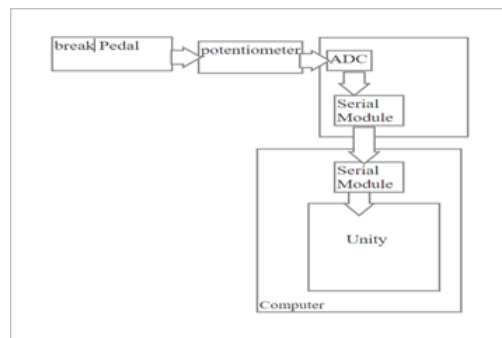 break Pedal
potentiometer
ADC
Serial
Module
Serial
Module
Unity
Computer